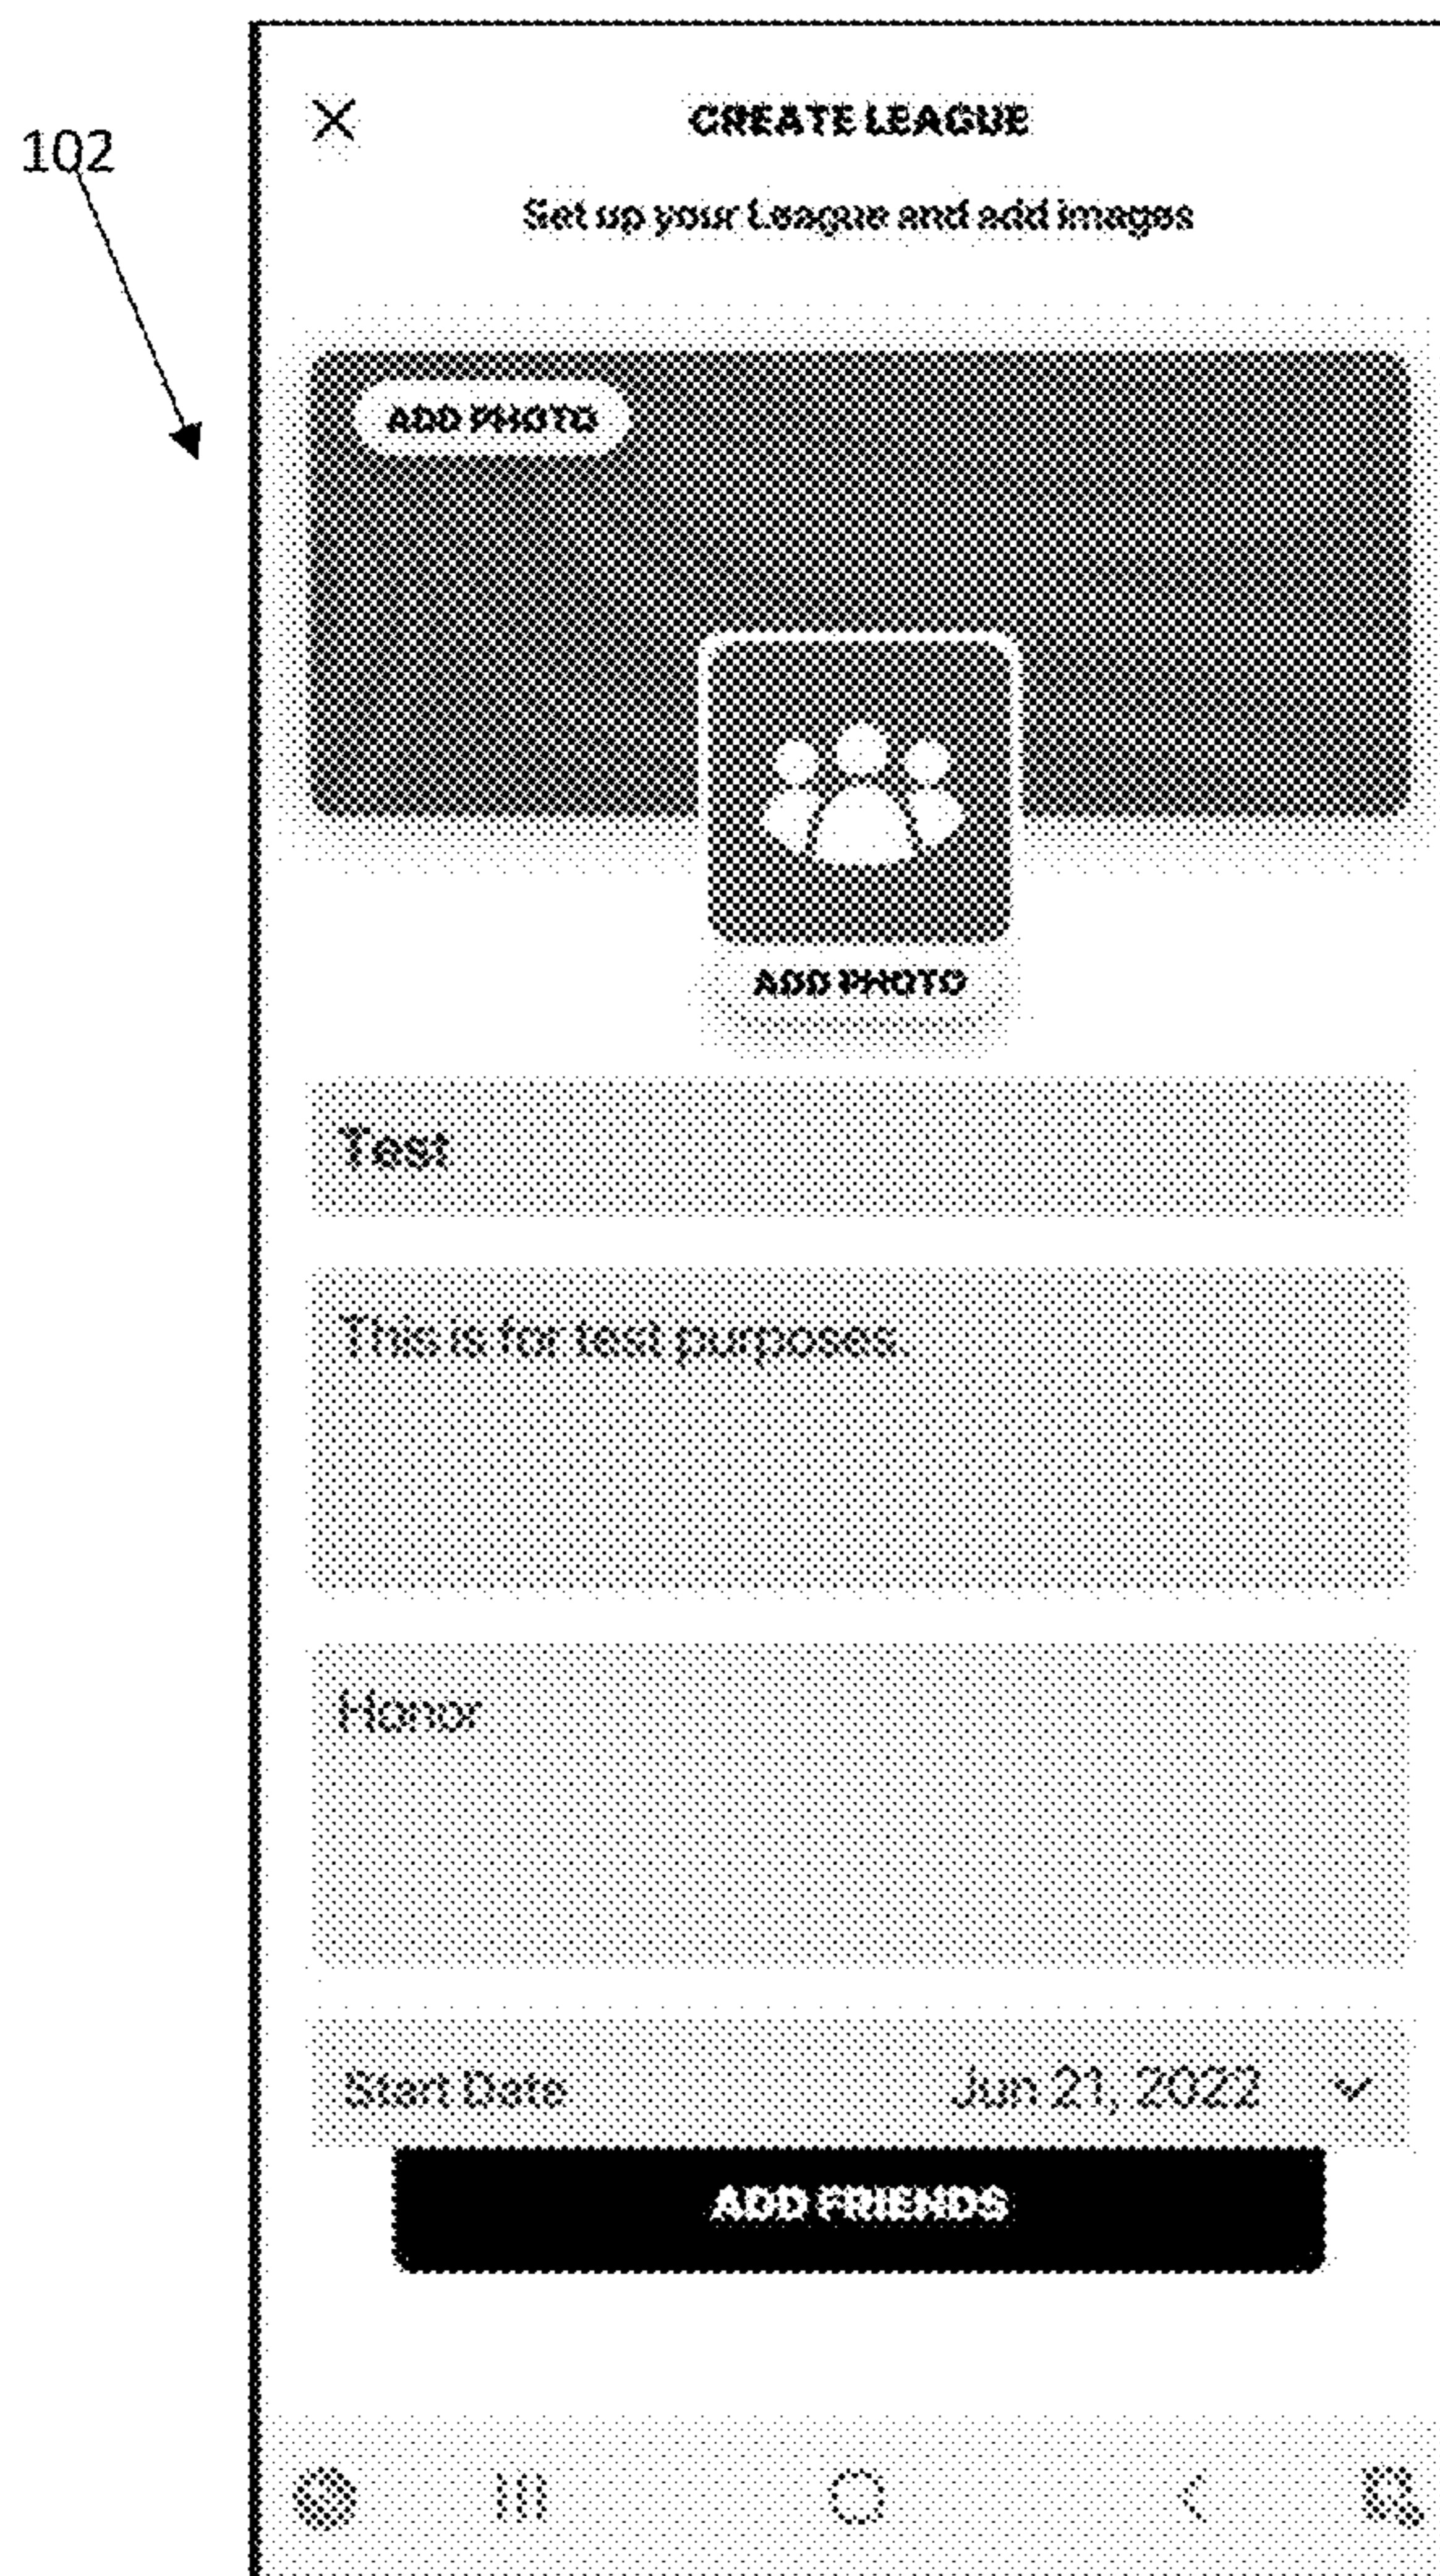 102
CREATE LEAGUE
Set up your League and add images
ADD PHOTO
ADD PHOTO
Test
This is for test purposes.
Honor
Start Date Jun 21, 2022
ADD FRIENDS